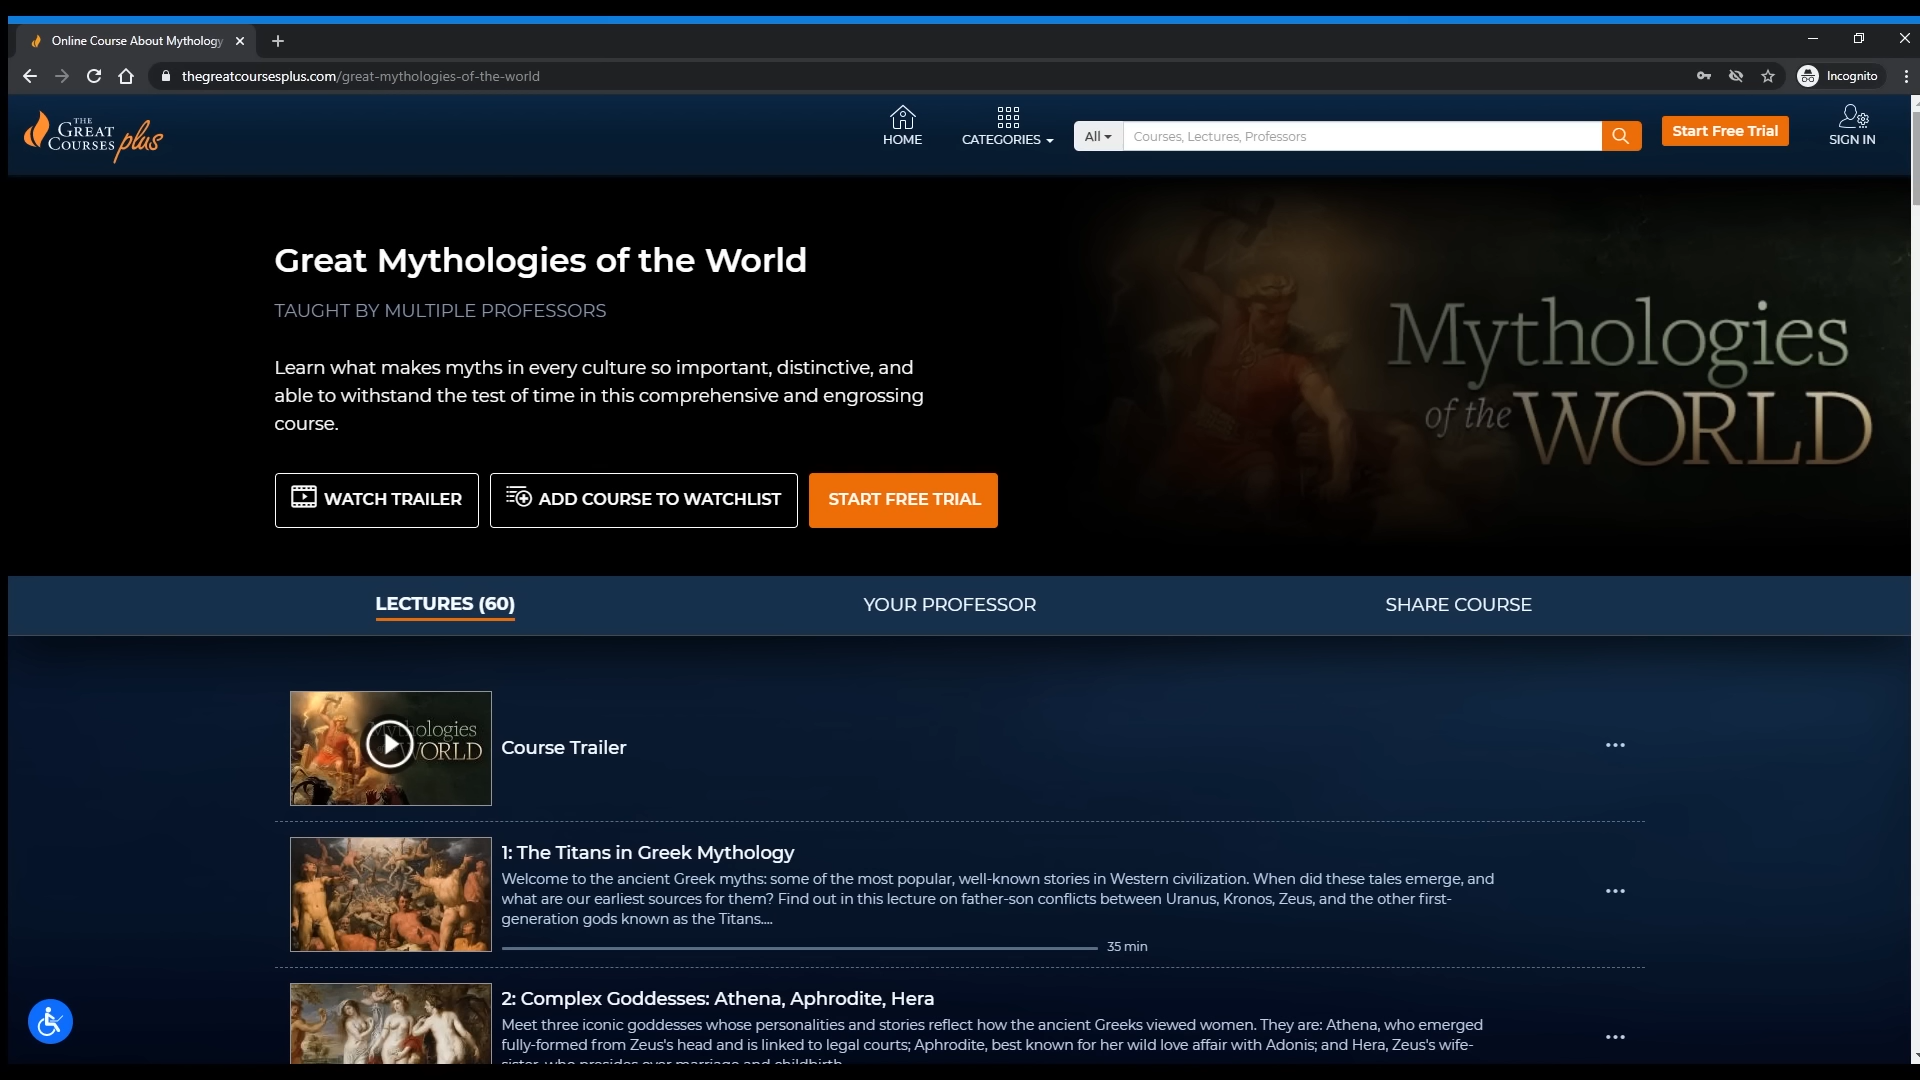 Online Course About Mythology
thegreatcoursesplus.com/great-mythologies-of-the-world
Incognito
THE
GREAT
COURSES plus
HOME
CATEGORIES
All
Courses, Lectures, Professors
Start Free Trial
SIGN IN
Great Mythologies of the World
TAUGHT BY MULTIPLE PROFESSORS
Learn what makes myths in every culture so important, distinctive, and
able to withstand the test of time in this comprehensive and engrossing
course.
WATCH TRAILER
ADD COURSE TO WATCHLIST
START FREE TRIAL
Mythologies
of the WORLD
LECTURES (60)
YOUR PROFESSOR
SHARE COURSE
Mythologies
WORLD
Course Trailer
1: The Titans in Greek Mythology
Welcome to the ancient Greek myths: some of the most popular, well-known stories in Western civilization. When did these tales emerge, and
what are our earliest sources for them? Find out in this lecture on father-son conflicts between Uranus, Kronos, Zeus, and the other first-
generation gods known as the Titans....
35 min
2: Complex Goddesses: Athena, Aphrodite, Hera
Meet three iconic goddesses whose personalities and stories reflect how the ancient Greeks viewed women. They are: Athena, who emerged
fully-formed from Zeus's head and is linked to legal courts; Aphrodite, best known for her wild love affair with Adonis; and Hera, Zeus's wife-
sister, who presides over marriage and childbirth....